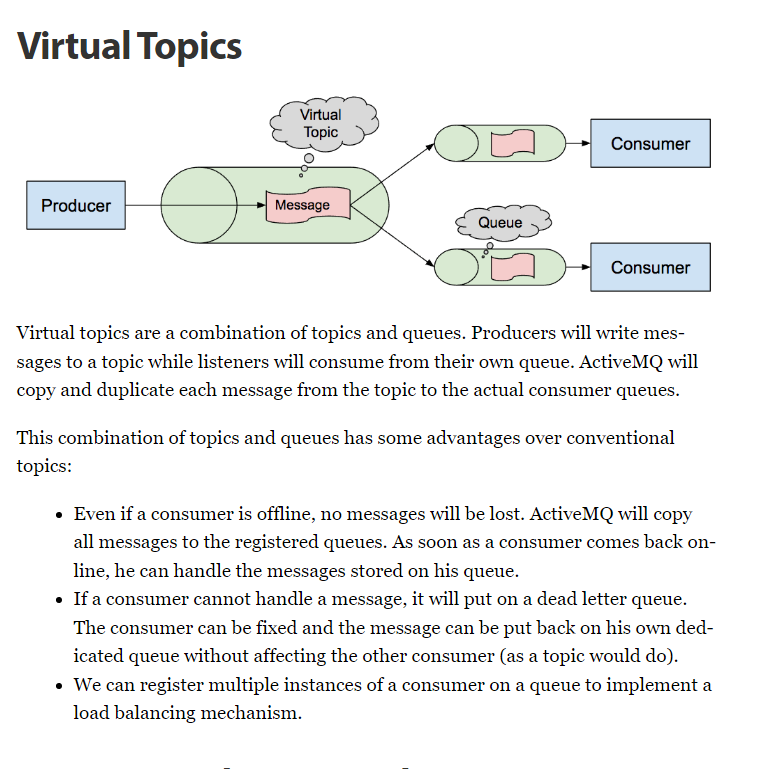 Virtual Topics
Virtual
Topic
Consumer
Producer
Message
Queue
Consumer
Virtual topics are a combination of topics and queues. Producers will write mes-
sages to a topic while listeners will consume from their own queue. ActiveMQ will
copy and duplicate each message from the topic to the actual consumer queues.
This combination of topics and queues has some advantages over conventional
topics:
• Even if a consumer is offline, no messages will be lost. ActiveMQ will copy
all messages to the registered queues. As soon as a consumer comes back on-
line, he can handle the messages stored on his queue.
• If a consumer cannot handle a message, it will put on a dead letter queue.
The consumer can be fixed and the message can be put back on his own ded-
icated queue without affecting the other consumer (as a topic would do).
• We can register multiple instances of a consumer on a queue to implement a
load balancing mechanism.